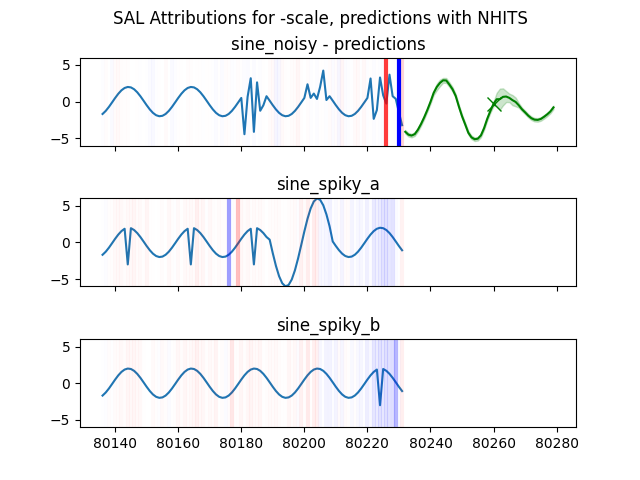 SAL Attributions for -scale, predictions with NHITS
sine_noisy - predictions
5
0
−5
sine_spiky_a
5
0
−5
sine_spiky_b
5
0
−5
80140 80160 80180 80200 80220 80240 80260 80280